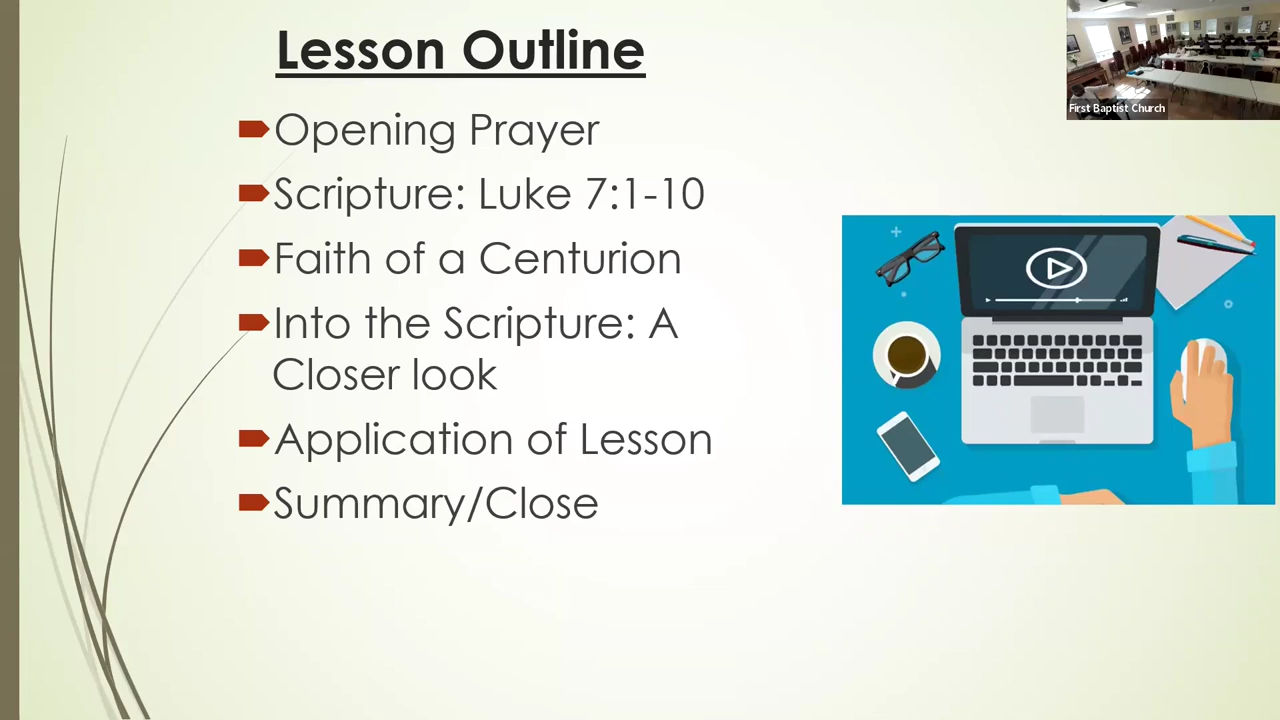 Lesson Outline
Opening Prayer
Scripture: Luke 7:1-10
Faith of a Centurion
Into the Scripture: A
Closer look
Application of Lesson
Summary/Close
First Baptist Church